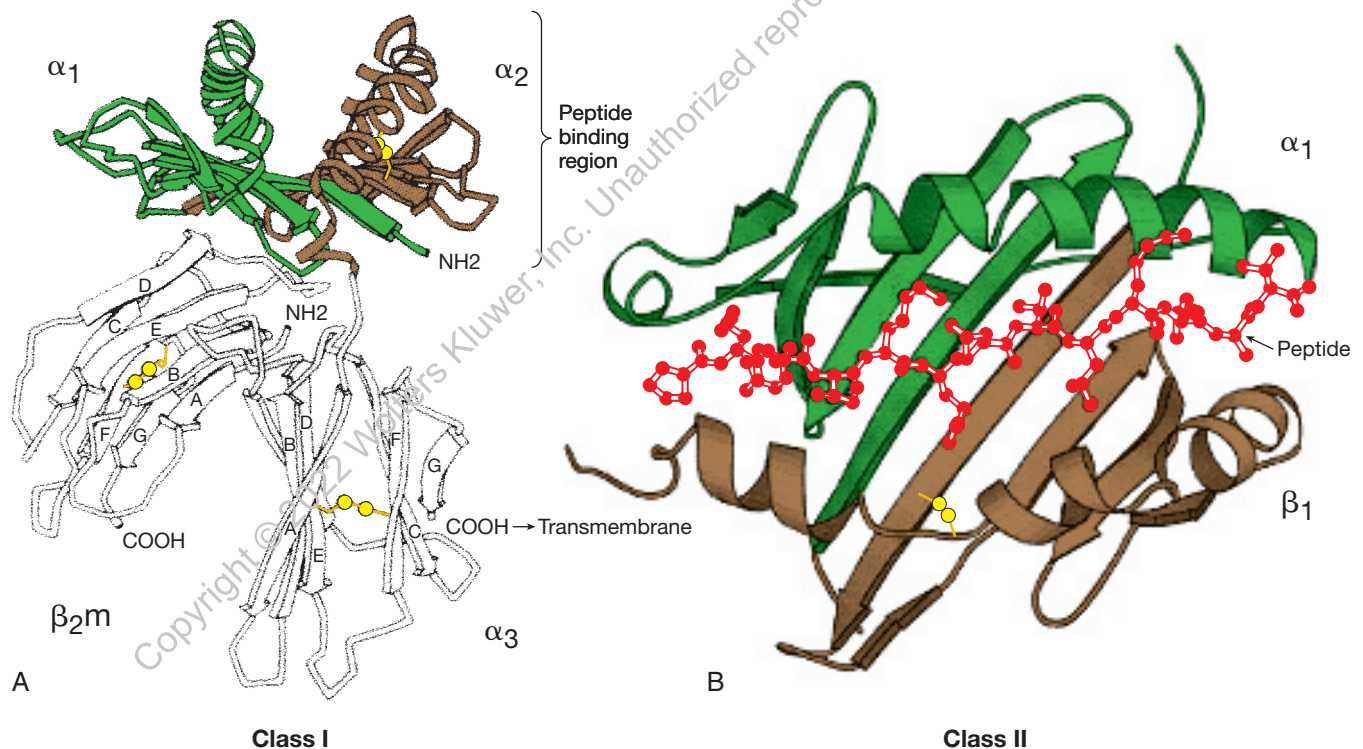 α1
α2
Peptide
binding
region
NH2
D
C
E
B
A
F
G
NH2
D
B
F
G
A
C
E
COOH
COOH → Transmembrane
β2m
α3
A
Class I
α1
Peptide
β1
B
Class II
Copyright © 2022 Wolters Kluwer, Inc. Unauthorized repro